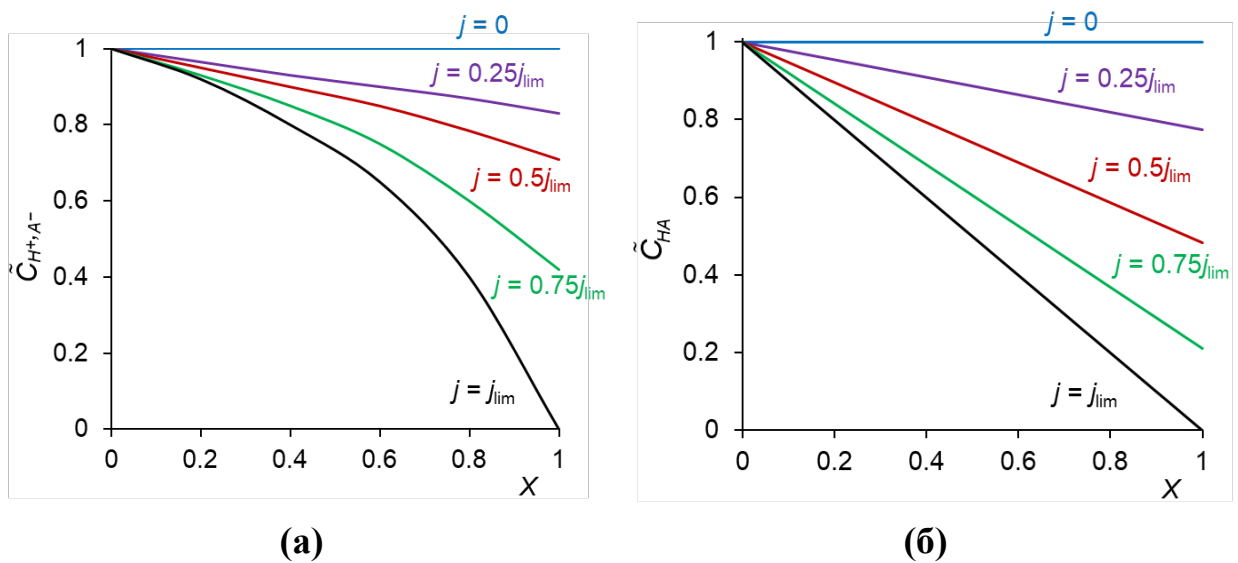 j = 0
1
j = 0.25jlim
0.8
j = 0.5jlim
0.6
C̃H⁺,A⁻
0.4
j = 0.75jlim
0.2
j = jlim
0
0 0.2 0.4 0.6 0.8 1
X
(а)
j = 0
1
j = 0.25jlim
0.8
j = 0.5jlim
0.6
C̃HA
0.4
j = 0.75jlim
0.2
j = jlim
0
0 0.2 0.4 0.6 0.8 1
X
(б)